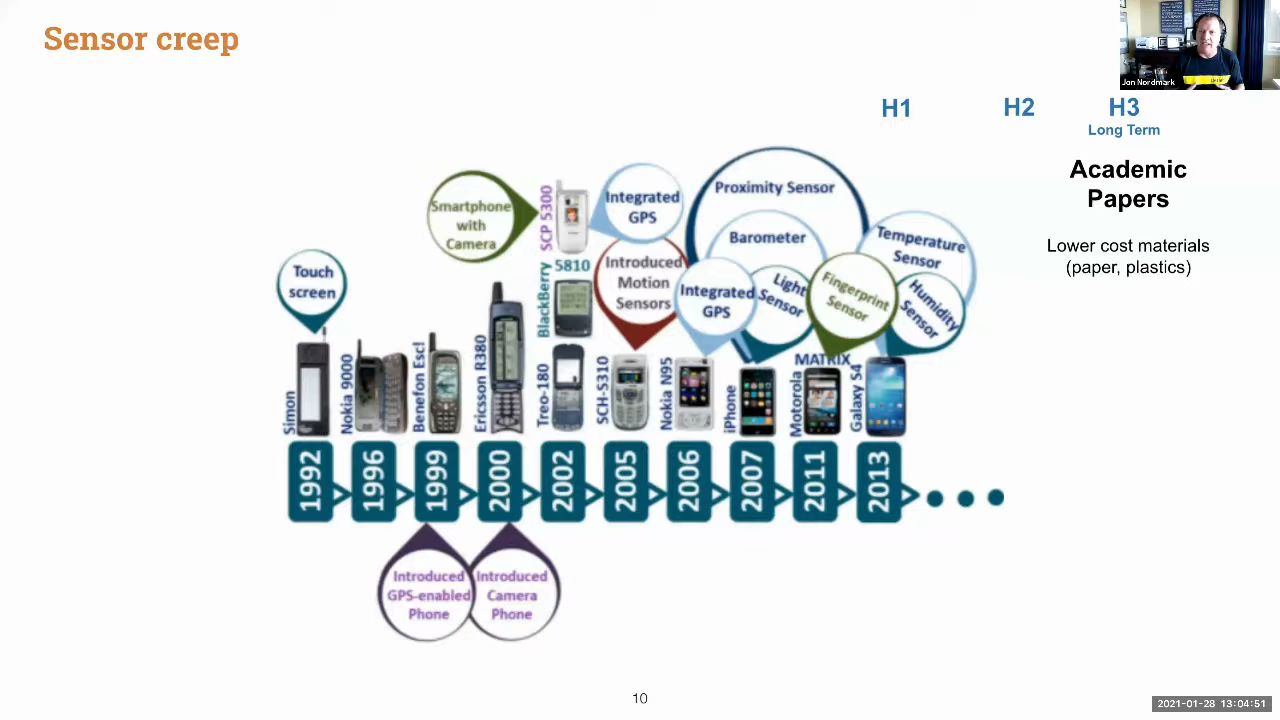 Sensor creep
Jon Nordmark
H1
H2
H3
Long Term
Academic
Papers
Lower cost materials
(paper, plastics)
Touch
screen
Smartphone
with
Camera
Integrated
GPS
Introduced
Motion
Sensors
Proximity Sensor
Barometer
Integrated
GPS
Light
Sensor
Fingerprint
Sensor
Temperature
Sensor
Humidity
Sensor
Simon
Nokia 9000
Benefon Esc!
Ericsson R380
SCP 5300
BlackBerry
5810
Treo-180
SCH-S310
Nokia N95
iPhone
Motorola
MATRIX
Galaxy S4
1992
1996
1999
2000
2002
2005
2006
2007
2011
2013
Introduced
GPS-enabled
Phone
Introduced
Camera
Phone
10
2021-01-28 13:04:51